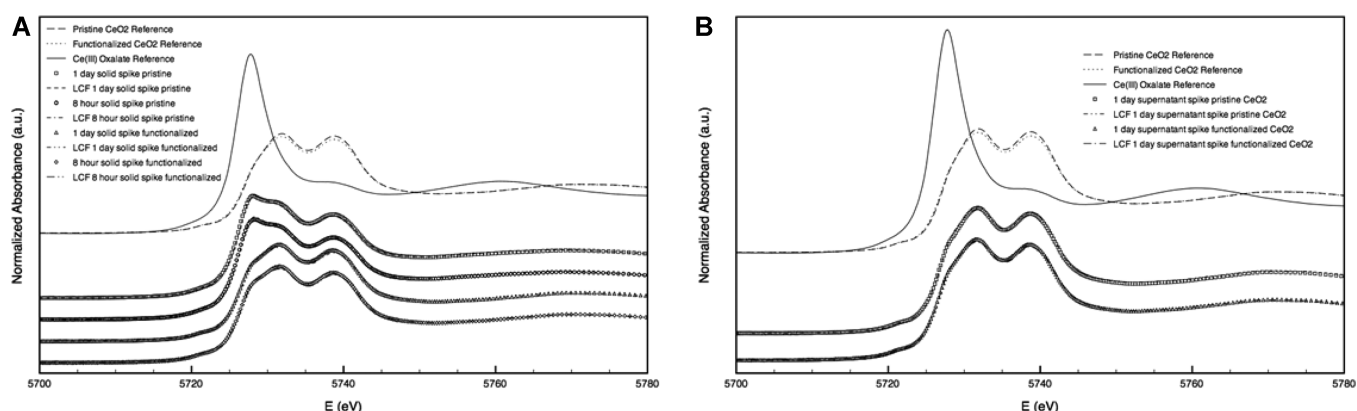 A
Pristine CeO2 Reference
Functionalized CeO2 Reference
Ce(III) Oxalate Reference
1 day solid spike pristine
LCF 1 day solid spike pristine
8 hour solid spike pristine
LCF 8 hour solid spike pristine
1 day solid spike functionalized
LCF 1 day solid spike functionalized
8 hour solid spike functionalized
LCF 8 hour solid spike functionalized
Normalized Absorbance (a.u.)
5700 5720 5740 5760 5780
E (eV)
B
Pristine CeO2 Reference
Functionalized CeO2 Reference
Ce(III) Oxalate Reference
1 day supernatant spike pristine CeO2
LCF 1 day supernatant spike pristine CeO2
1 day supernatant spike functionalized CeO2
LCF 1 day supernatant spike functionalized CeO2
Normalized Absorbance (a.u.)
5700 5720 5740 5760 5780
E (eV)